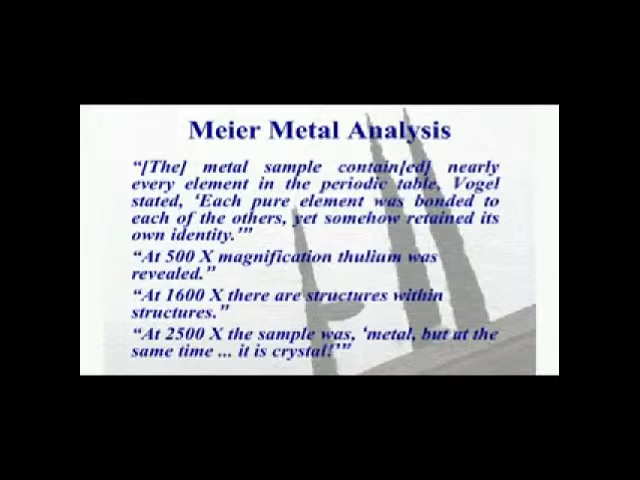 Meier Metal Analysis
“[The] metal sample contain[ed] nearly
every element in the periodic table. Vogel
stated, ‘Each pure element was bonded to
each of the others, yet somehow retained its
own identity.’”
“At 500 X magnification thulium was
revealed.”
“At 1600 X there are structures within
structures.”
“At 2500 X the sample was, ‘metal, but at the
same time ... it is crystal!’”